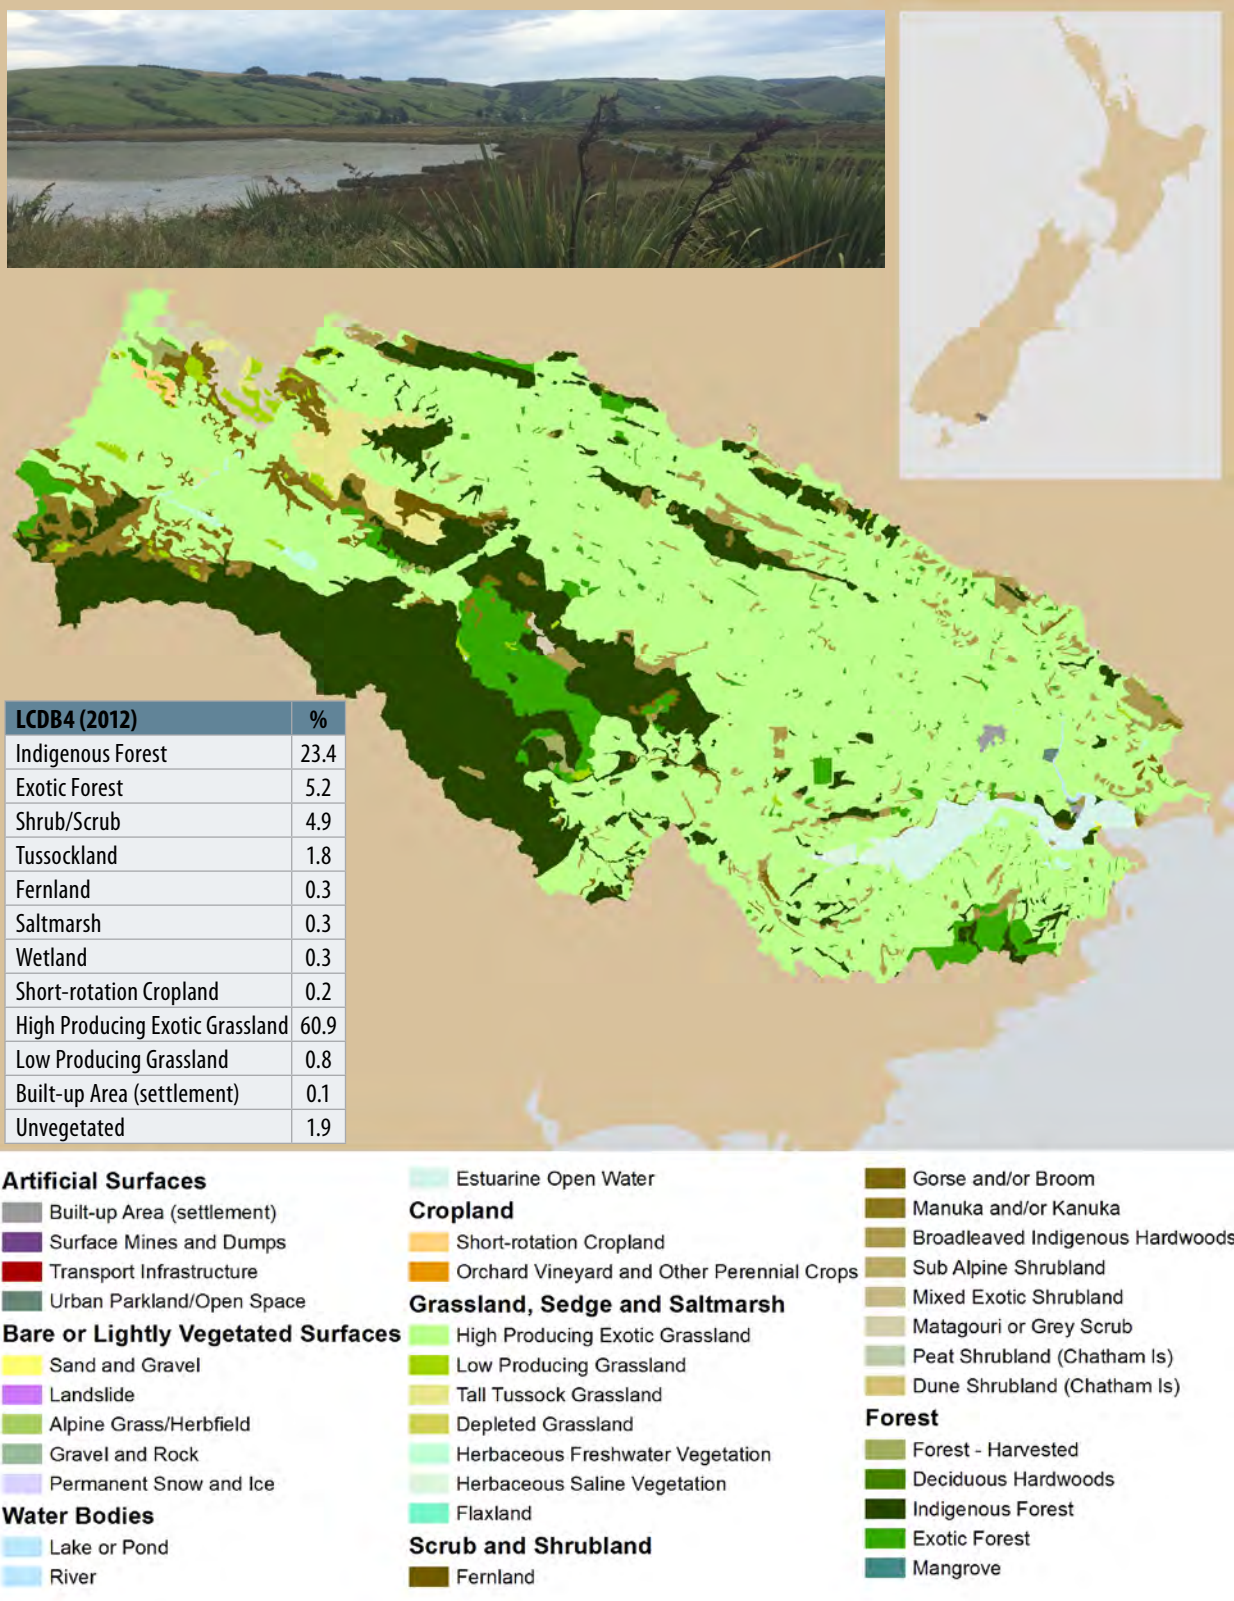 LCDB4 (2012) %
Indigenous Forest 23.4
Exotic Forest 5.2
Shrub/Scrub 4.9
Tussockland 1.8
Fernland 0.3
Saltmarsh 0.3
Wetland 0.3
Short-rotation Cropland 0.2
High Producing Exotic Grassland 60.9
Low Producing Grassland 0.8
Built-up Area (settlement) 0.1
Unvegetated 1.9
Artificial Surfaces
Built-up Area (settlement)
Surface Mines and Dumps
Transport Infrastructure
Urban Parkland/Open Space
Bare or Lightly Vegetated Surfaces
Sand and Gravel
Landslide
Alpine Grass/Herbfield
Gravel and Rock
Permanent Snow and Ice
Water Bodies
Lake or Pond
River
Estuarine Open Water
Cropland
Short-rotation Cropland
Orchard Vineyard and Other Perennial Crops
Grassland, Sedge and Saltmarsh
High Producing Exotic Grassland
Low Producing Grassland
Tall Tussock Grassland
Depleted Grassland
Herbaceous Freshwater Vegetation
Herbaceous Saline Vegetation
Flaxland
Scrub and Shrubland
Fernland
Gorse and/or Broom
Manuka and/or Kanuka
Broadleaved Indigenous Hardwoods
Sub Alpine Shrubland
Mixed Exotic Shrubland
Matagouri or Grey Scrub
Peat Shrubland (Chatham Is)
Dune Shrubland (Chatham Is)
Forest
Forest - Harvested
Deciduous Hardwoods
Indigenous Forest
Exotic Forest
Mangrove